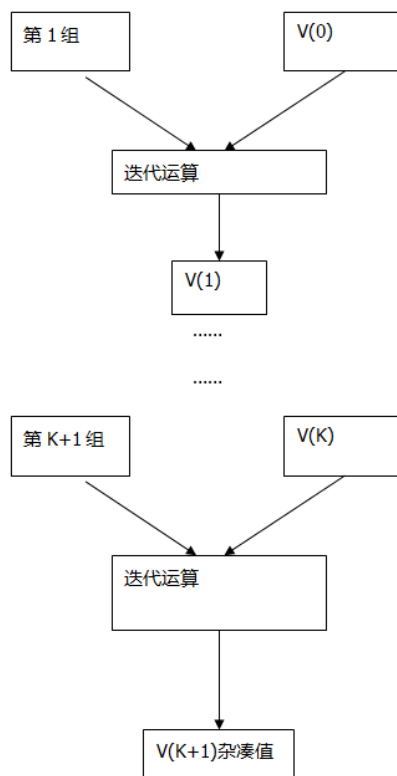 第 1 组
V(0)
迭代运算
V(1)
......
......
第 K+1 组
V(K)
迭代运算
V(K+1)杂凑值